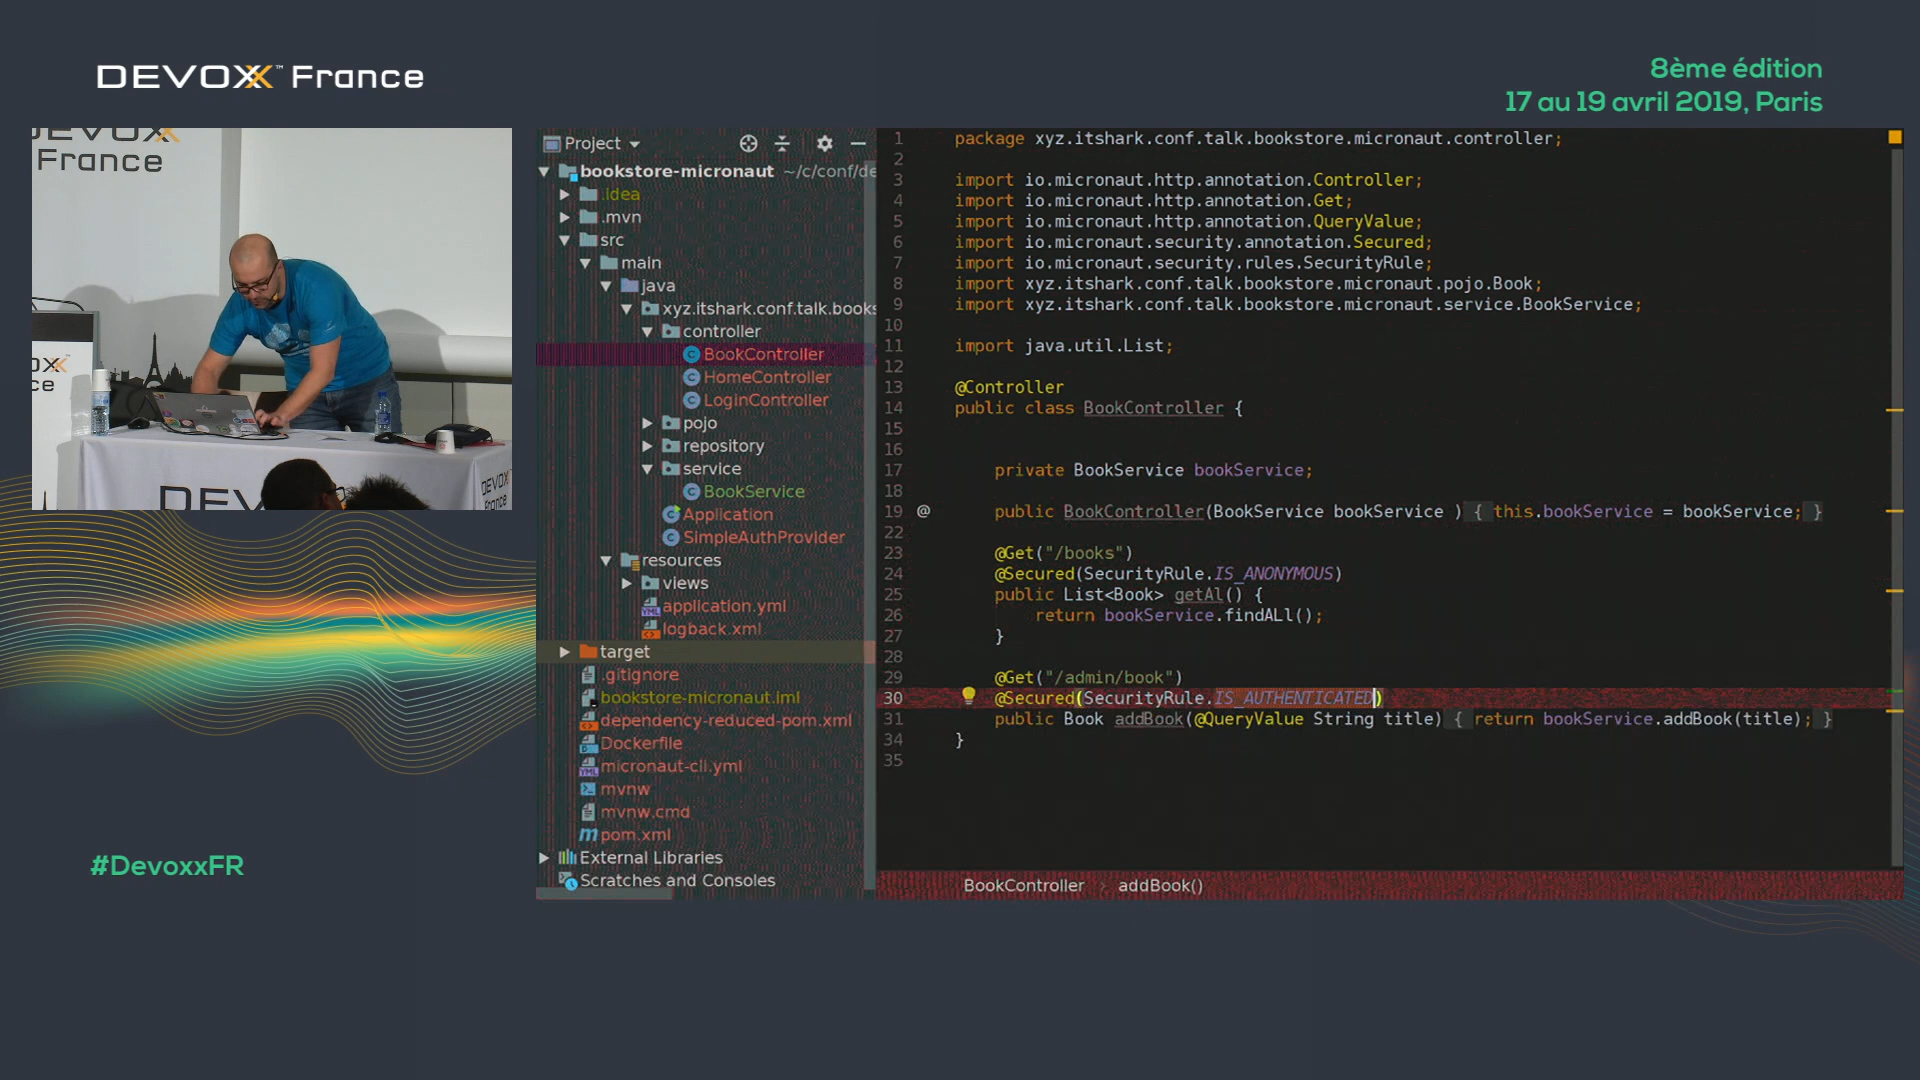 DEVOXX™ France
8ème édition
17 au 19 avril 2019, Paris
DEVOXX
France
DEV
DEVOXX
France
#DevoxxFR
Project
bookstore-micronaut ~/c/conf/de
.idea
.mvn
src
main
java
xyz.itshark.conf.talk.books
controller
BookController
HomeController
LoginController
pojo
repository
service
BookService
Application
SimpleAuthProvider
resources
views
application.yml
logback.xml
target
.gitignore
bookstore-micronaut.iml
dependency-reduced-pom.xml
Dockerfile
micronaut-cli.yml
mvnw
mvnw.cmd
pom.xml
External Libraries
Scratches and Consoles
1 package xyz.itshark.conf.talk.bookstore.micronaut.controller;
2
3 import io.micronaut.http.annotation.Controller;
4 import io.micronaut.http.annotation.Get;
5 import io.micronaut.http.annotation.QueryValue;
6 import io.micronaut.security.annotation.Secured;
7 import io.micronaut.security.rules.SecurityRule;
8 import xyz.itshark.conf.talk.bookstore.micronaut.pojo.Book;
9 import xyz.itshark.conf.talk.bookstore.micronaut.service.BookService;
10
11 import java.util.List;
12
13 @Controller
14 public class BookController {
15
16
17 private BookService bookService;
18
19 @ public BookController(BookService bookService ) { this.bookService = bookService; }
22
23 @Get("/books")
24 @Secured(SecurityRule.IS_ANONYMOUS)
25 public List<Book> getAl() {
26 return bookService.findALl();
27 }
28
29 @Get("/admin/book")
30 @Secured(SecurityRule.IS_AUTHENTICATED)
31 public Book addBook(@QueryValue String title) { return bookService.addBook(title); }
34 }
35
BookController › addBook()